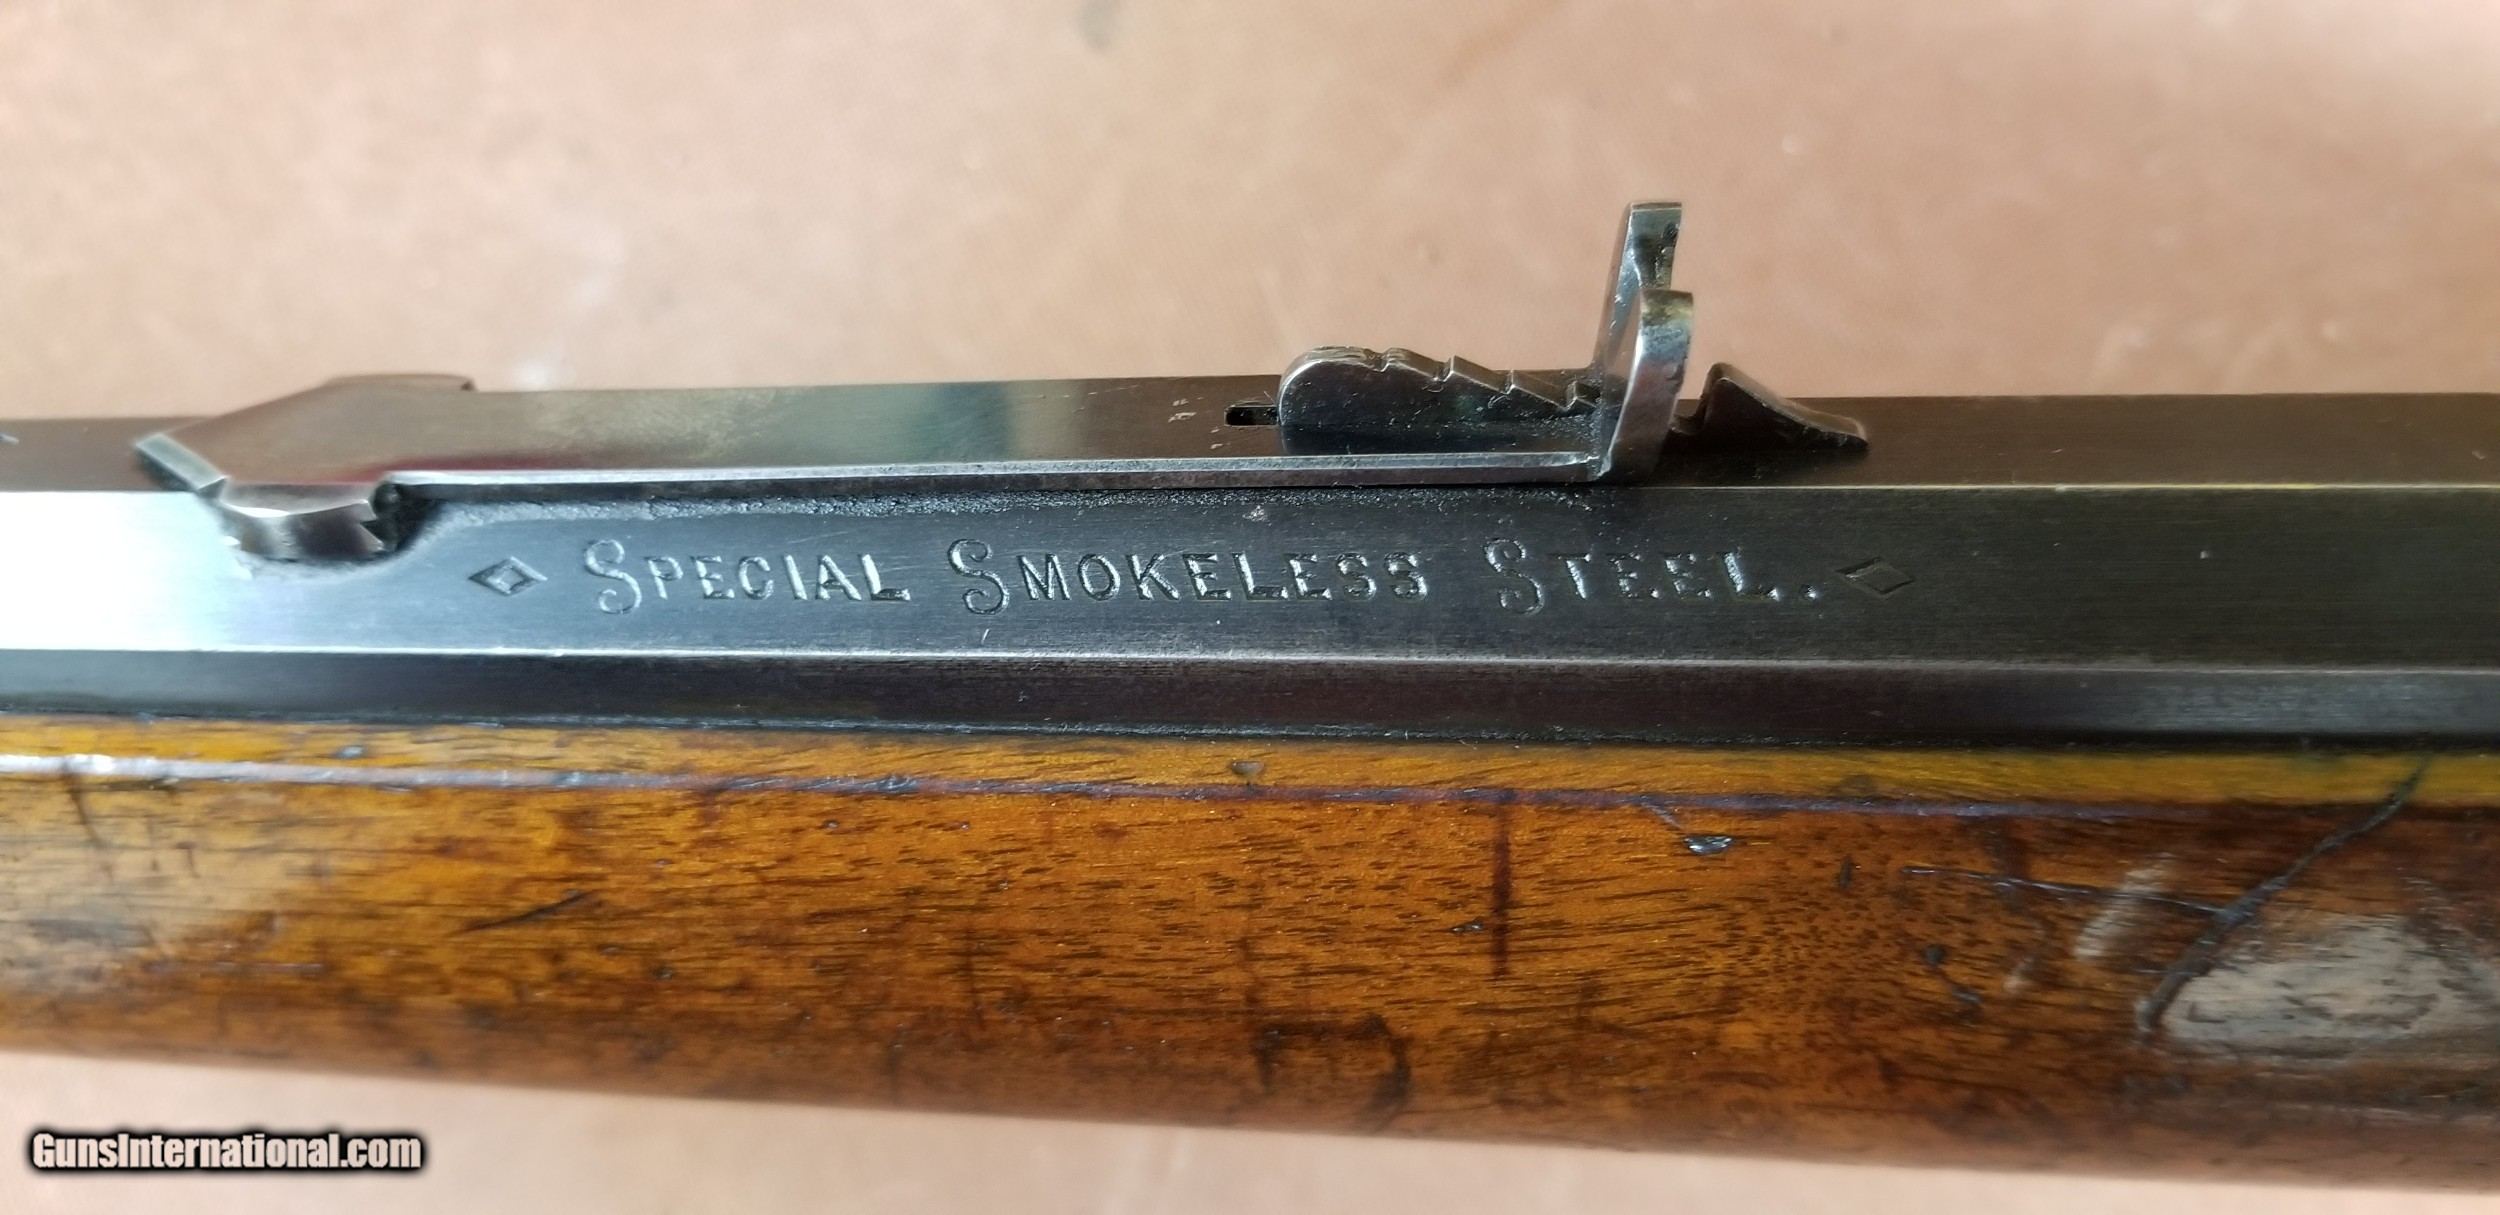 SPECIAL SMOKELESS STEEL.
GunsInternational.com